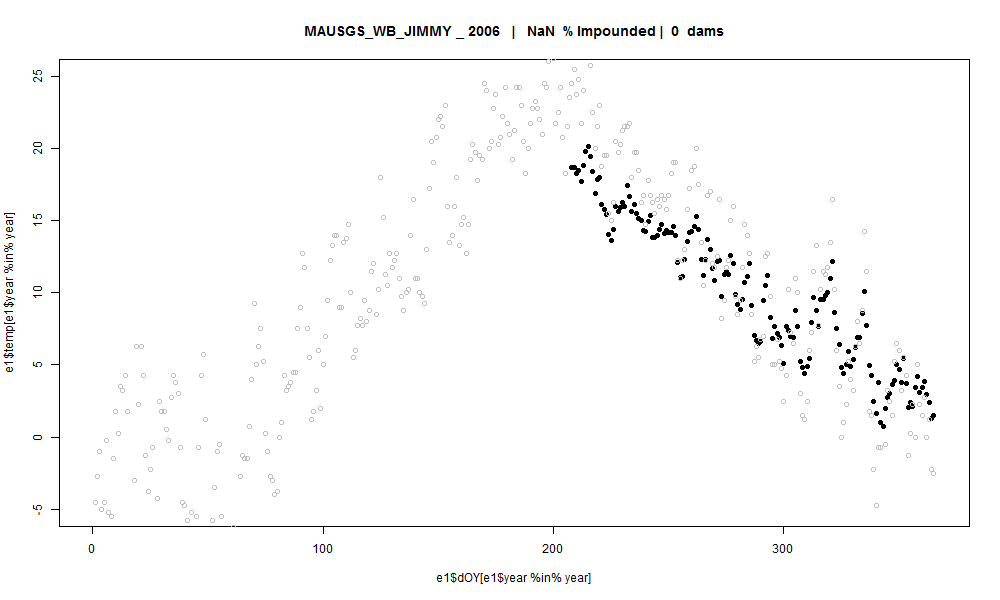 MAUSGS_WB_JIMMY _ 2006 | NaN % Impounded | 0 dams
25
20
15
10
5
0
-5
e1$temp[e1$year %in% year]
0 100 200 300
e1$dOY[e1$year %in% year]